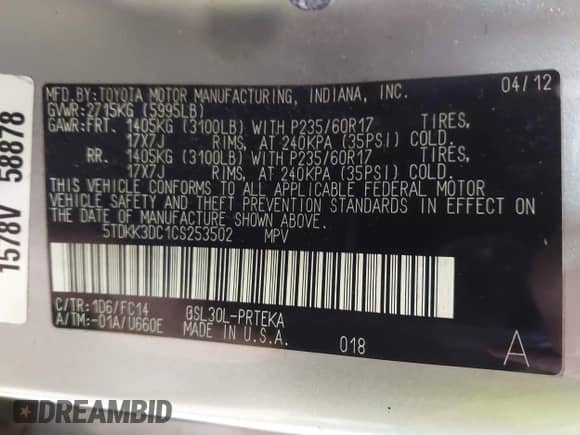 MFD.BY:TOYOTA MOTOR MANUFACTURING, INDIANA, INC. 04/12
GVWR:2715KG (5995LB)
GAWR:FRT. 1405KG (3100LB) WITH P235/60R17 TIRES,
17X7J RIMS, AT 240KPA (35PSI) COLD.
RR. 1405KG (3100LB) WITH P235/60R17 TIRES,
17X7J RIMS, AT 240KPA (35PSI) COLD.
THIS VEHICLE CONFORMS TO ALL APPLICABLE FEDERAL MOTOR
VEHICLE SAFETY AND THEFT PREVENTION STANDARDS IN
EFFECT ON THE DATE OF MANUFACTURE SHOWN ABOVE.
5TDKK3DC1CS253502 MPV
C/TR:1D6/FC14 GSL30L-PRTEKA
A/TM:-01A/U660E MADE IN U.S.A.
018
A
1578V 58878
DREAMBID